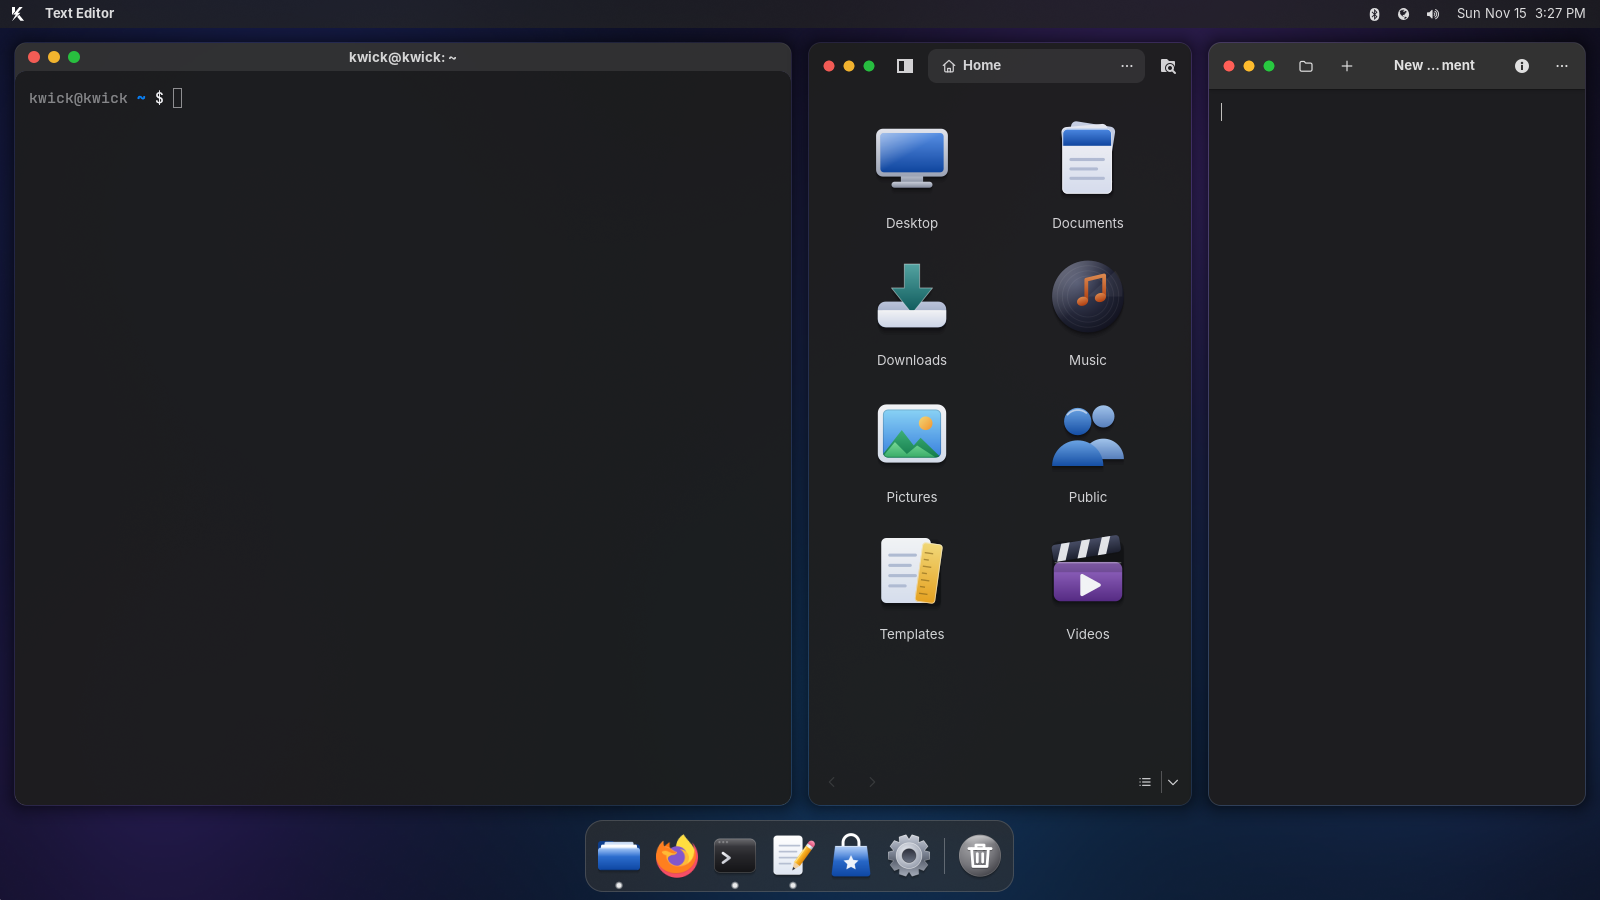 Text Editor
Sun Nov 15 3:27 PM
kwick@kwick: ~
kwick@kwick ~ $
Home
Desktop
Documents
Downloads
Music
Pictures
Public
Templates
Videos
New ...ment